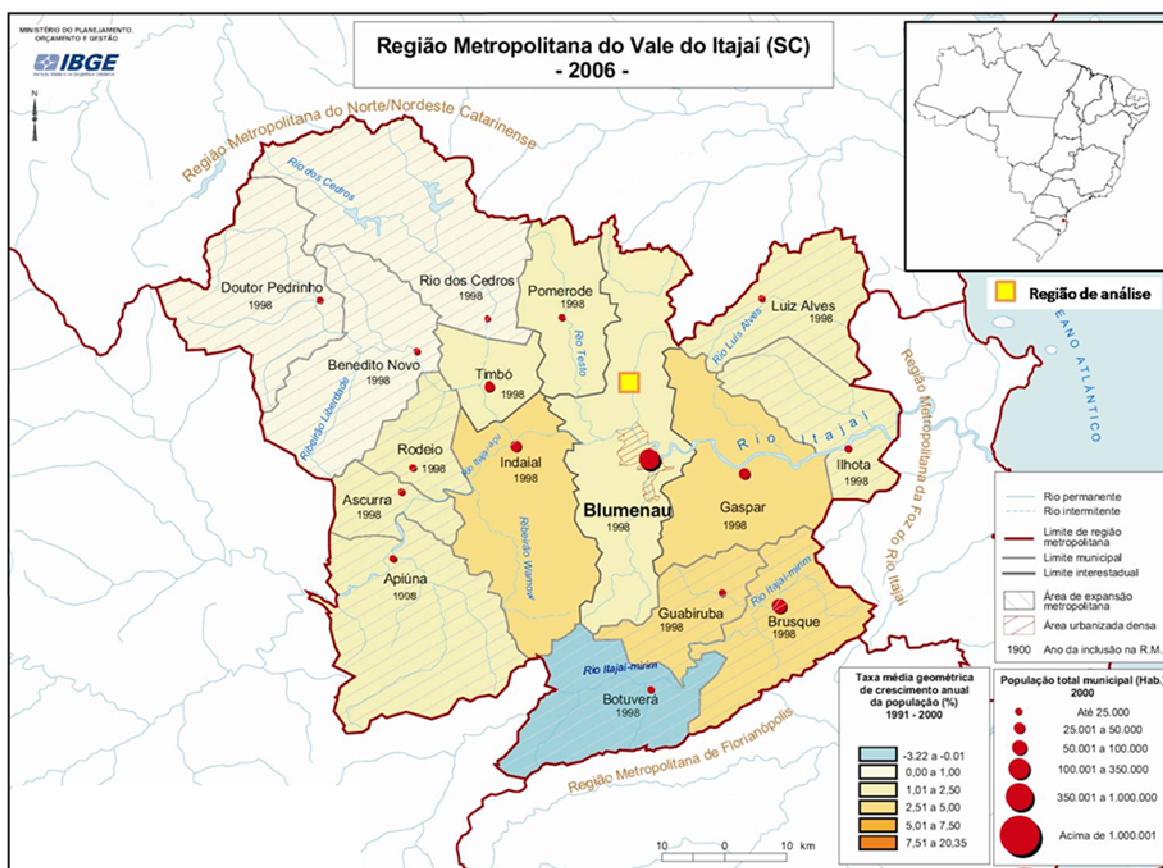 MINISTÉRIO DO PLANEJAMENTO,
ORÇAMENTO E GESTÃO
IBGE
N
Região Metropolitana do Vale do Itajaí (SC)
- 2006 -
Região Metropolitana do Norte/Nordeste Catarinense
Rio dos Cedros
Doutor Pedrinho
1998
Rio dos Cedros
1998
Pomerode
1998
Rio Testo
Luiz Alves
1998
Rio Luís Alves
Região de análise
OCEANO ATLÂNTICO
Benedito Novo
1998
Ribeirão Liberdade
Timbó
1998
Rodeio
1998
Rio Itajaí-açu
Indaial
1998
Ribeirão Warnow
Rio Itajaí
Ilhota
1998
Ascurra
1998
Blumenau
1998
Gaspar
1998
Região Metropolitana da Foz do Rio Itajaí
Apiúna
1998
Guabiruba
1998
Rio Itajaí-mirim
Brusque
1998
Rio Itajaí-mirim
Botuverá
1998
Região Metropolitana de Florianópolis
Rio permanente
Rio intermitente
Limite de região
metropolitana
Limite municipal
Limite interestadual
Área de expansão
metropolitana
Área urbanizada densa
1900 Ano da inclusão na R.M.
Taxa média geométrica
de crescimento anual
da população (%)
1991 - 2000
-3.22 a -0.01
0,00 a 1,00
1,01 a 2,50
2,51 a 5,00
5,01 a 7,50
7,51 a 20,35
População total municipal (Hab.)
2000
Até 25.000
25.001 a 50.000
50.001 a 100.000
100.001 a 350.000
350.001 a 1.000.000
Acima de 1.000.001
10 0 10 km